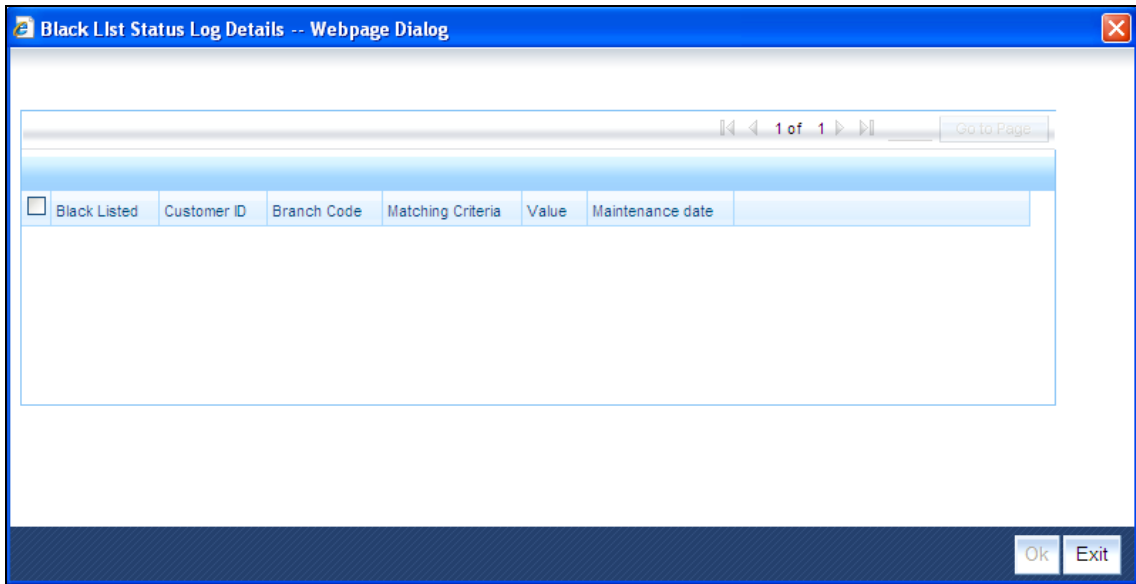 Black LIst Status Log Details -- Webpage Dialog
1 of 1 Go to Page
Black Listed Customer ID Branch Code Matching Criteria Value Maintenance date
Ok Exit